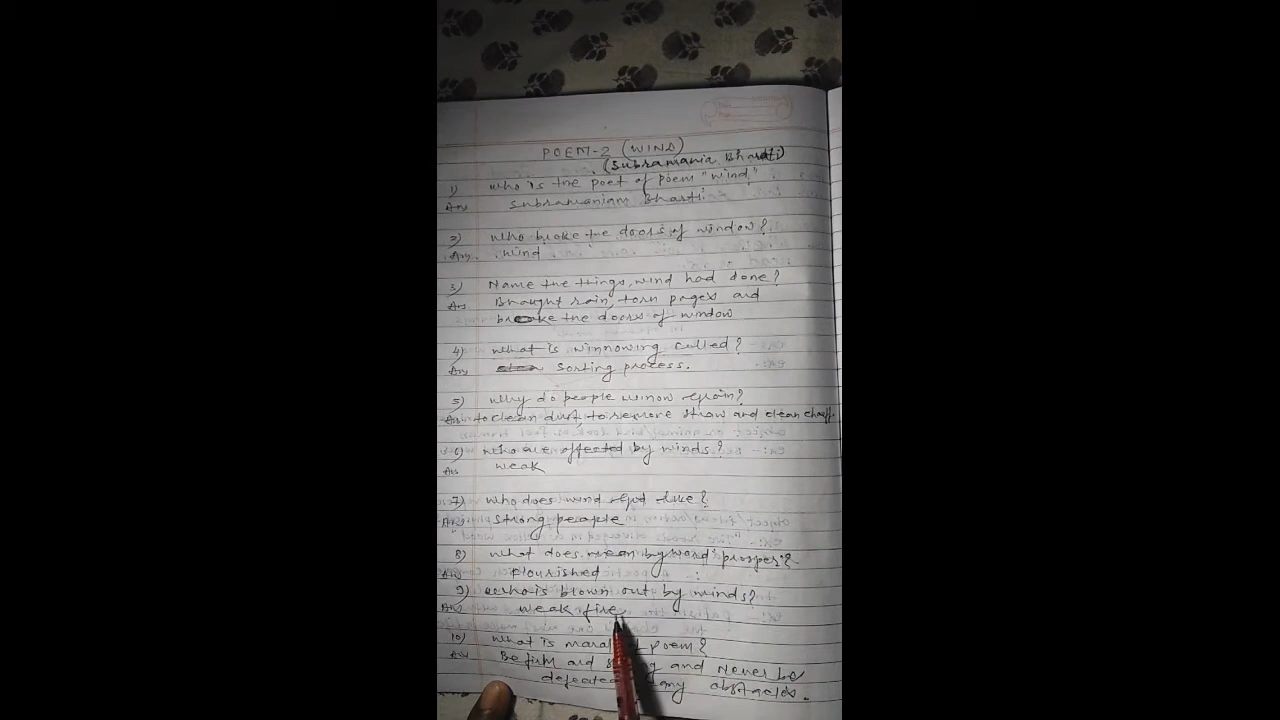 POEM-2 (WIND)
(Subramania Bharati)
1) who is the poet of poem "wind"
Ans Subramaniam Bharti.
2) who broke the doors of window?
Ans. wind
3) Name the things, wind had done?
Ans Braught rain, torn pages and
broke the doors of window
4) what is winnowing called?
Ans Sorting process.
5) why do people winow grain?
Ans to clean dust, to remove straw and clean chaff.
6) who are affected by winds?
Ans weak
7) who does wind like?
Ans strong people
8) what does mean by word 'prosper'?
Ans Flourished
9) who is blown out by winds?
Ans weak fire
10) what is moral poem?
Ans Be firm and and Never be
defeated any obstacles.